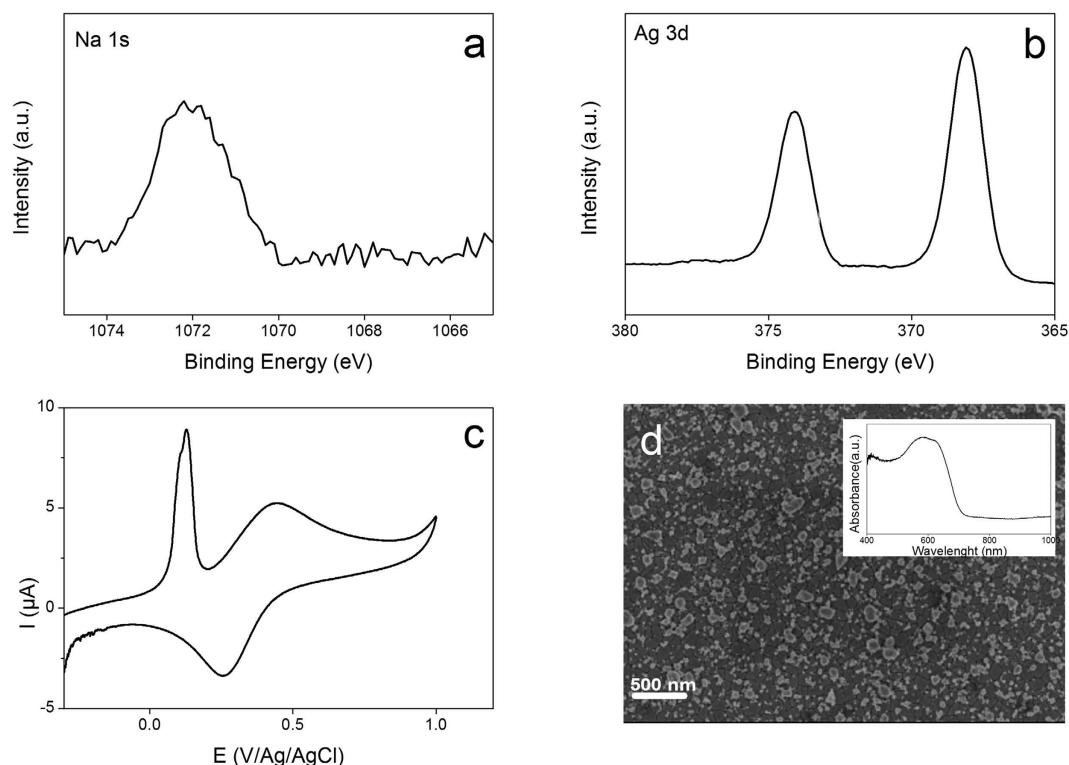 Na 1s
a
Intensity (a.u.)
1074 1072 1070 1068 1066
Binding Energy (eV)
Ag 3d
b
Intensity (a.u.)
380 375 370 365
Binding Energy (eV)
c
10
5
0
-5
I (µA)
0.0 0.5 1.0
E (V/Ag/AgCl)
d
Absorbance(a.u.)
400 600 800 1000
Wavelenght (nm)
500 nm